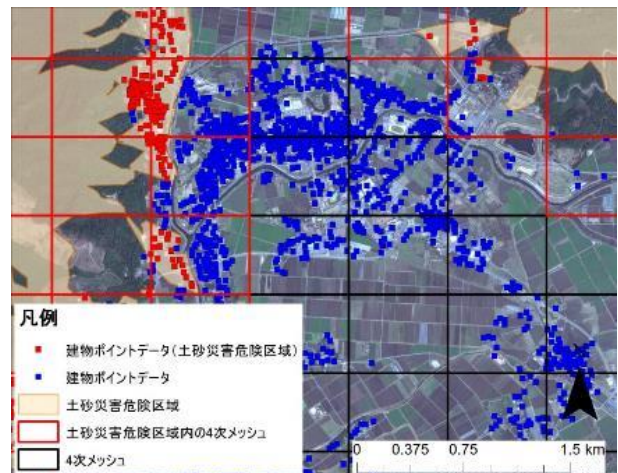 凡例
建物ポイントデータ(土砂災害危険区域)
建物ポイントデータ
土砂災害危険区域
土砂災害危険区域内の4次メッシュ
4次メッシュ
0 0.375 0.75 1.5 km